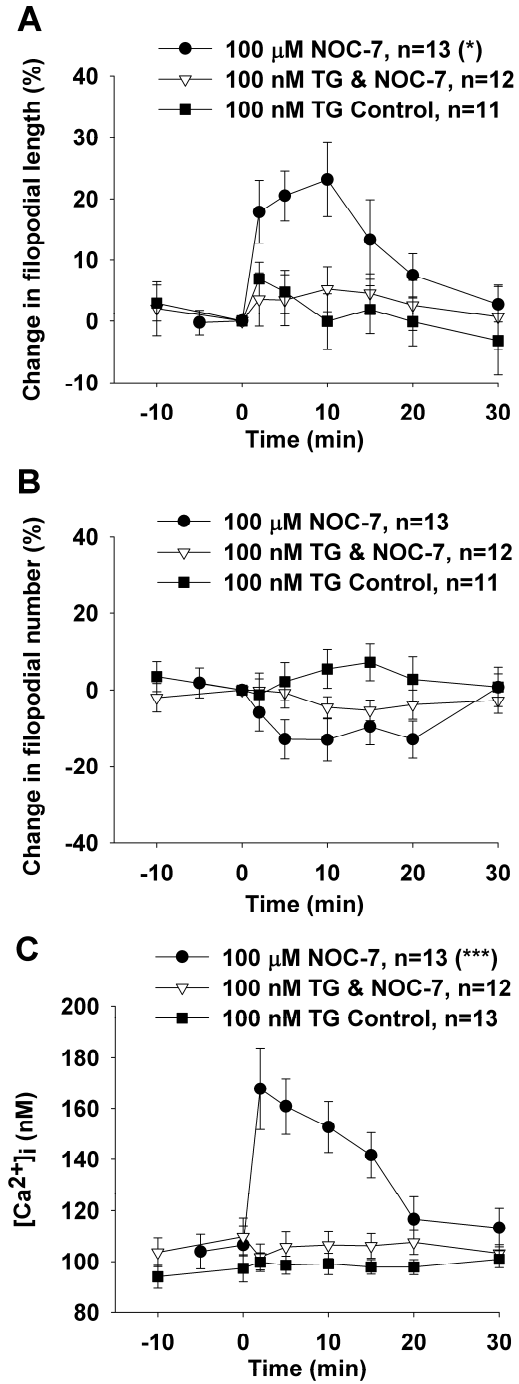 A
100 μM NOC-7, n=13 (*)
100 nM TG & NOC-7, n=12
100 nM TG Control, n=11
Change in filopodial length (%)
40
30
20
10
0
-10
-10 0 10 20 30
Time (min)
B
100 μM NOC-7, n=13
100 nM TG & NOC-7, n=12
100 nM TG Control, n=11
Change in filopodial number (%)
40
20
0
-20
-40
-10 0 10 20 30
Time (min)
C
100 μM NOC-7, n=13 (***)
100 nM TG & NOC-7, n=12
100 nM TG Control, n=13
[Ca2+]i (nM)
200
180
160
140
120
100
80
-10 0 10 20 30
Time (min)